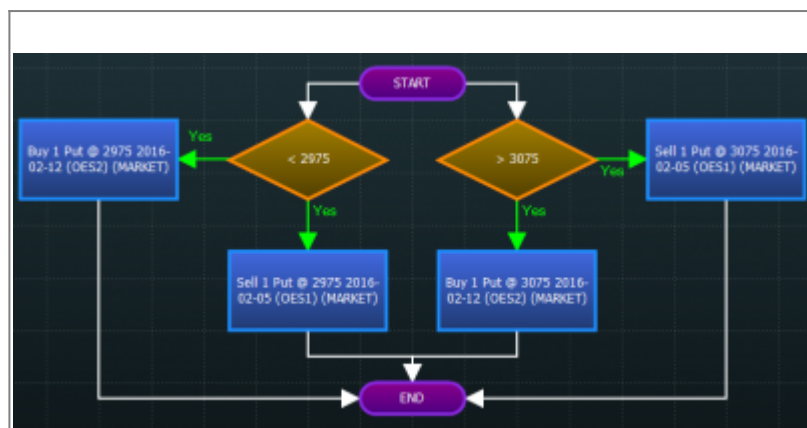 START
Buy 1 Put @ 2975 2016-
02-12 (OES2) (MARKET)
Yes
< 2975
> 3075
Yes
Sell 1 Put @ 3075 2016-
02-05 (OES1) (MARKET)
Yes
Yes
Sell 1 Put @ 2975 2016-
02-05 (OES1) (MARKET)
Buy 1 Put @ 3075 2016-
02-12 (OES2) (MARKET)
END